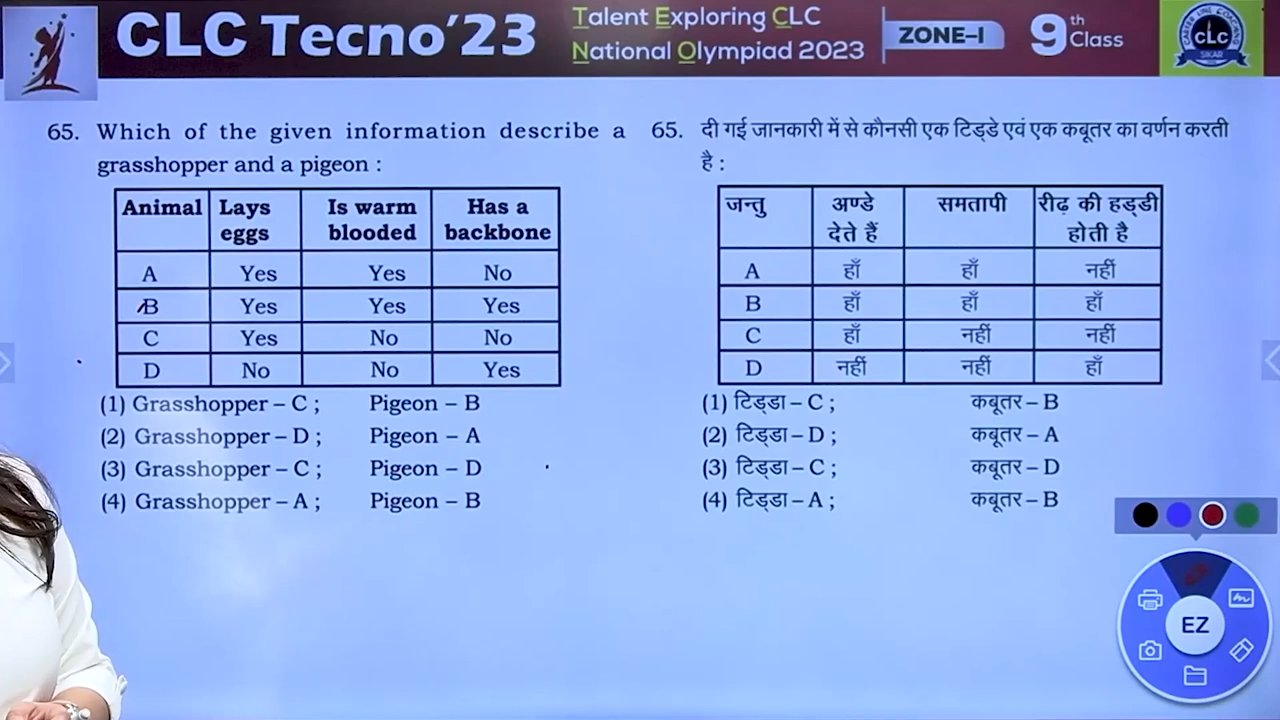 CLC Tecno'23
Talent Exploring CLC
National Olympiad 2023
ZONE–I
9th Class
CLC
SIKAR
65. Which of the given information describe a
grasshopper and a pigeon :
Animal Lays eggs Is warm blooded Has a backbone
A Yes Yes No
B Yes Yes Yes
C Yes No No
D No No Yes
(1) Grasshopper – C ; Pigeon – B
(2) Grasshopper – D ; Pigeon – A
(3) Grasshopper – C ; Pigeon – D
(4) Grasshopper – A ; Pigeon – B
65. दी गई जानकारी में से कौनसी एक टिड्डे एवं एक कबूतर का वर्णन करती
है :
जन्तु अण्डे देते हैं समतापी रीढ़ की हड्डी होती है
A हाँ हाँ नहीं
B हाँ हाँ हाँ
C हाँ नहीं नहीं
D नहीं नहीं हाँ
(1) टिड्डा – C ; कबूतर – B
(2) टिड्डा – D ; कबूतर – A
(3) टिड्डा – C ; कबूतर – D
(4) टिड्डा – A ; कबूतर – B
EZ